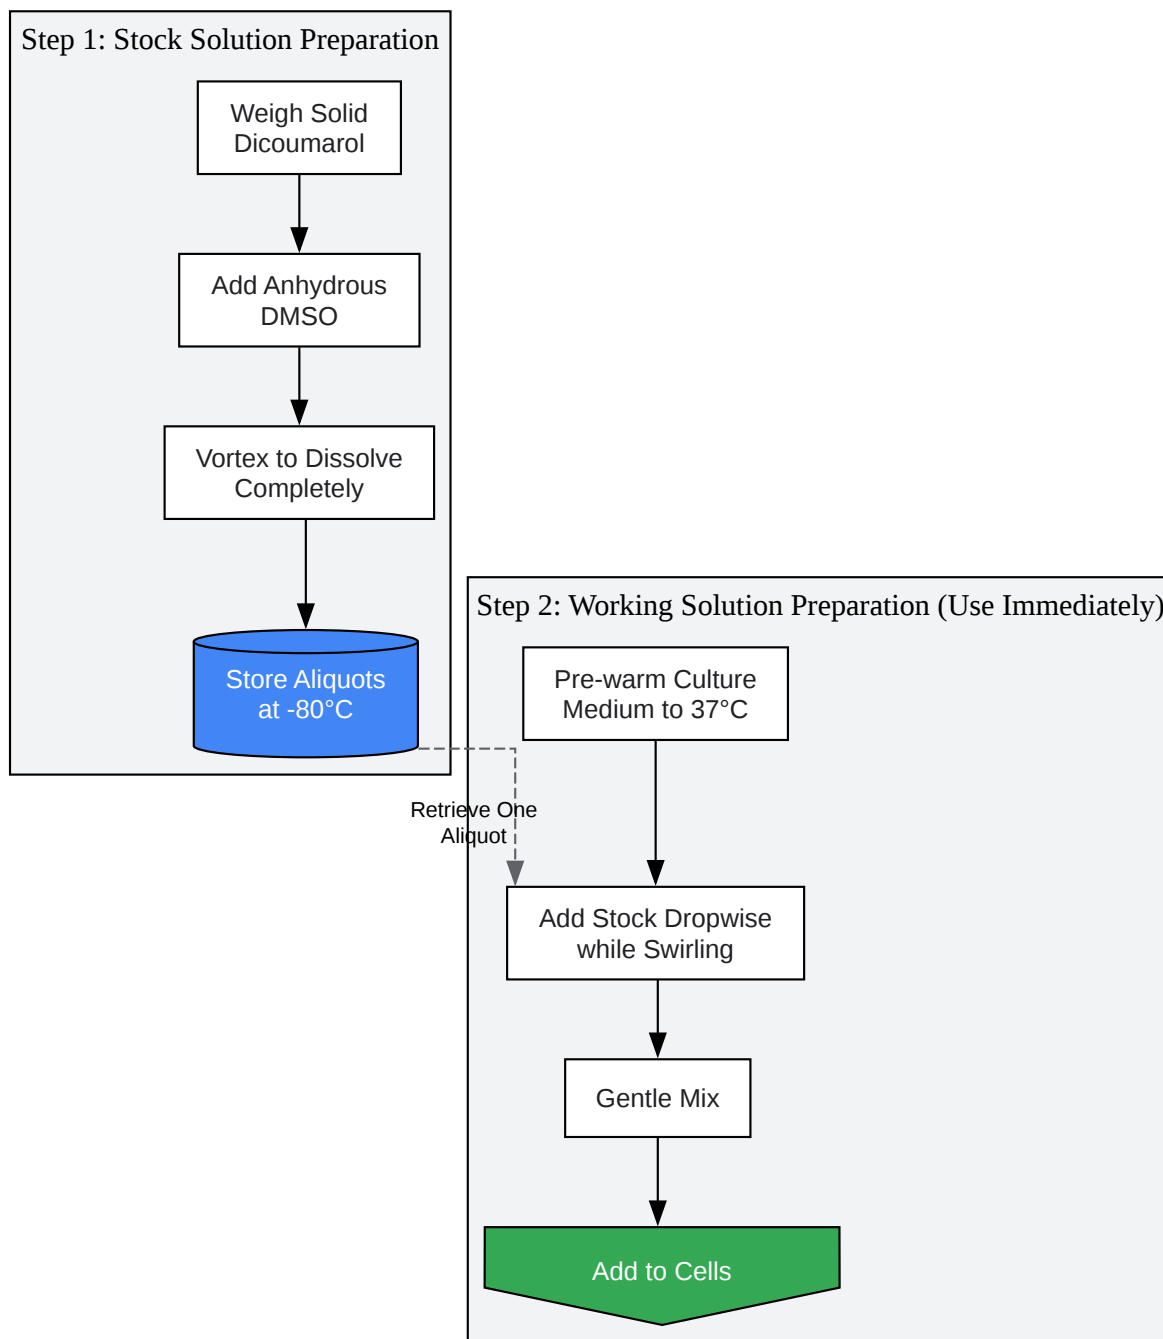 Step 1: Stock Solution Preparation
Weigh Solid
Dicoumarol
Add Anhydrous
DMSO
Vortex to Dissolve
Completely
Store Aliquots
at -80°C
Retrieve One
Aliquot
Step 2: Working Solution Preparation (Use Immediately)
Pre-warm Culture
Medium to 37°C
Add Stock Dropwise
while Swirling
Gentle Mix
Add to Cells